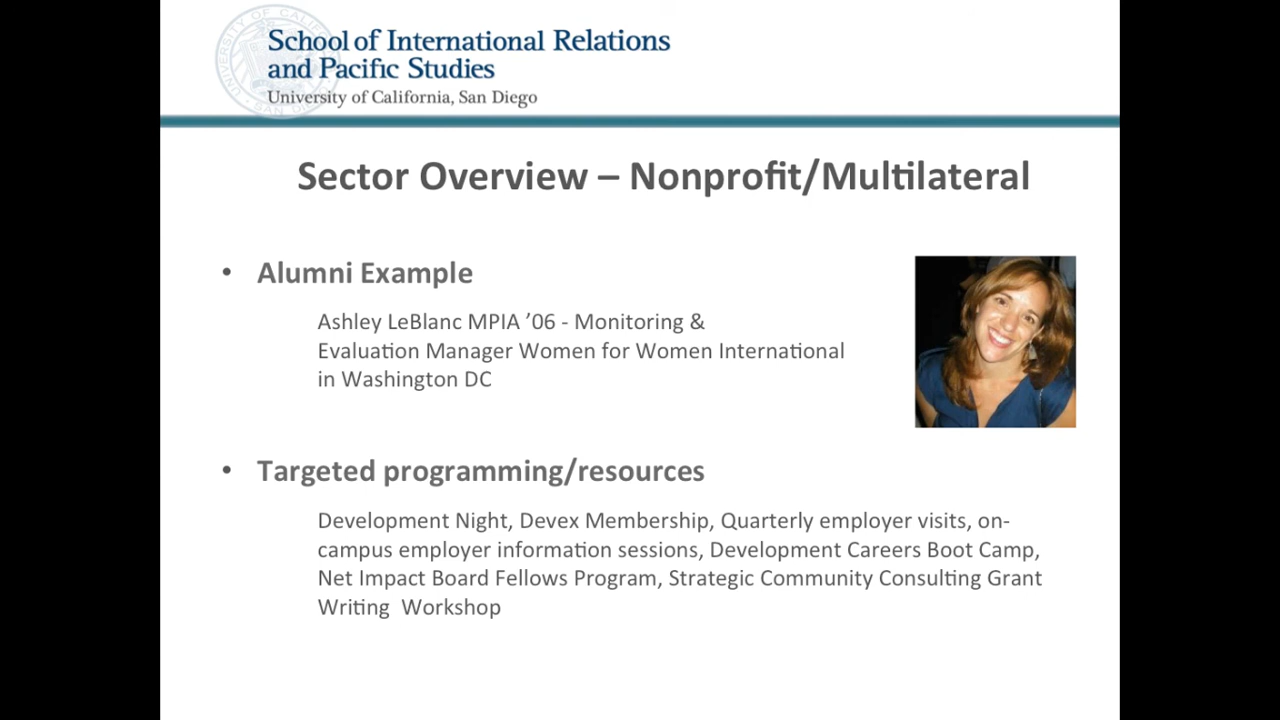 School of International Relations
and Pacific Studies
University of California, San Diego
Sector Overview – Nonprofit/Multilateral
• Alumni Example
Ashley LeBlanc MPIA ’06 - Monitoring &
Evaluation Manager Women for Women International
in Washington DC
• Targeted programming/resources
Development Night, Devex Membership, Quarterly employer visits, on-
campus employer information sessions, Development Careers Boot Camp,
Net Impact Board Fellows Program, Strategic Community Consulting Grant
Writing  Workshop